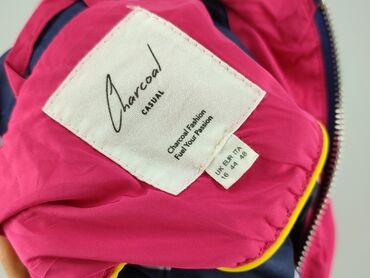 Charcoal
CASUAL
Charcoal Fashion
Fuel Your Passion
UK EUR ITA
16 44 48